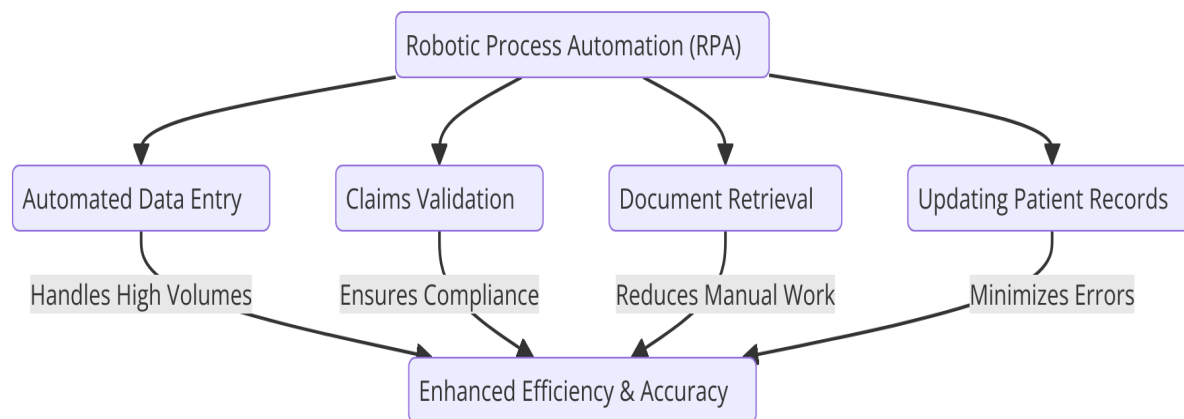 Robotic Process Automation (RPA)
Automated Data Entry
Claims Validation
Document Retrieval
Updating Patient Records
Handles High Volumes
Ensures Compliance
Reduces Manual Work
Minimizes Errors
Enhanced Efficiency & Accuracy